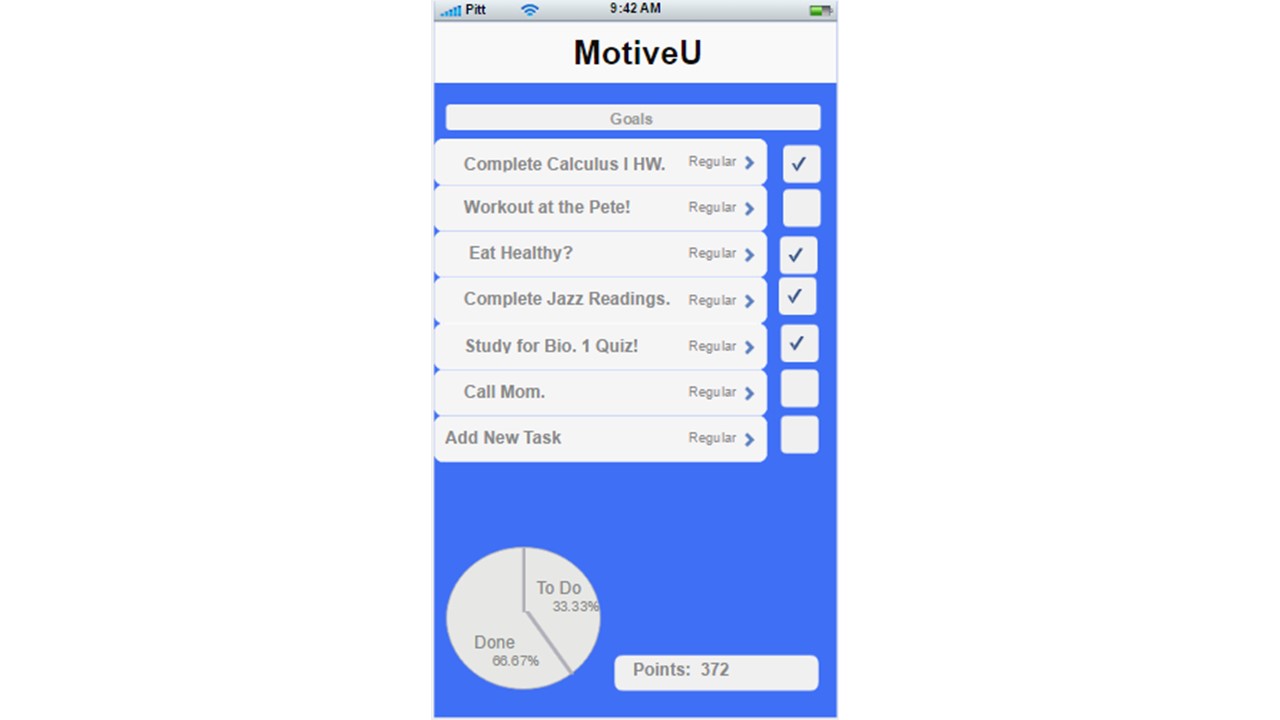 Pitt 9:42 AM
MotiveU
Goals
Complete Calculus I HW. Regular
Workout at the Pete! Regular
Eat Healthy? Regular
Complete Jazz Readings. Regular
Study for Bio. 1 Quiz! Regular
Call Mom. Regular
Add New Task Regular
To Do
33.33%
Done
66.67%
Points: 372